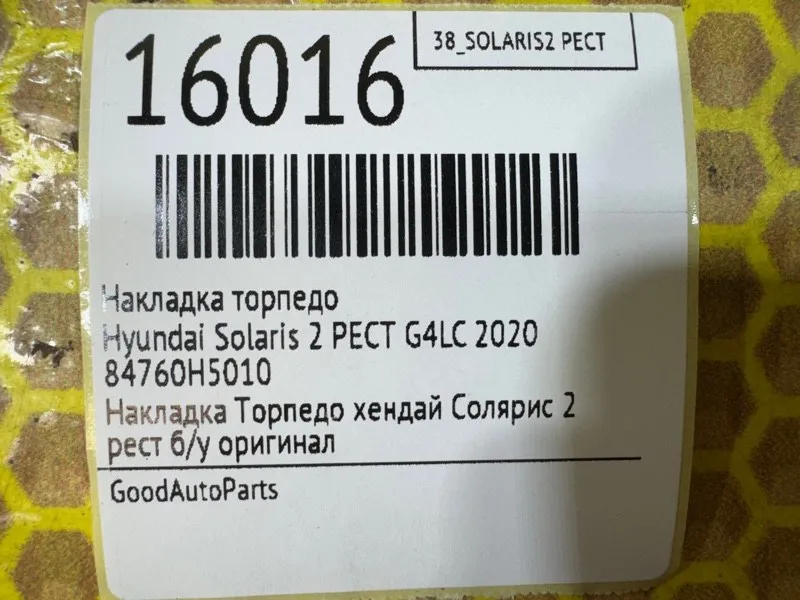 16016
38_SOLARIS2 РЕСТ
Накладка торпедо
Hyundai Solaris 2 РЕСТ G4LC 2020
84760H5010
Накладка Торпедо хендай Солярис 2
рест б/у оригинал
GoodAutoParts